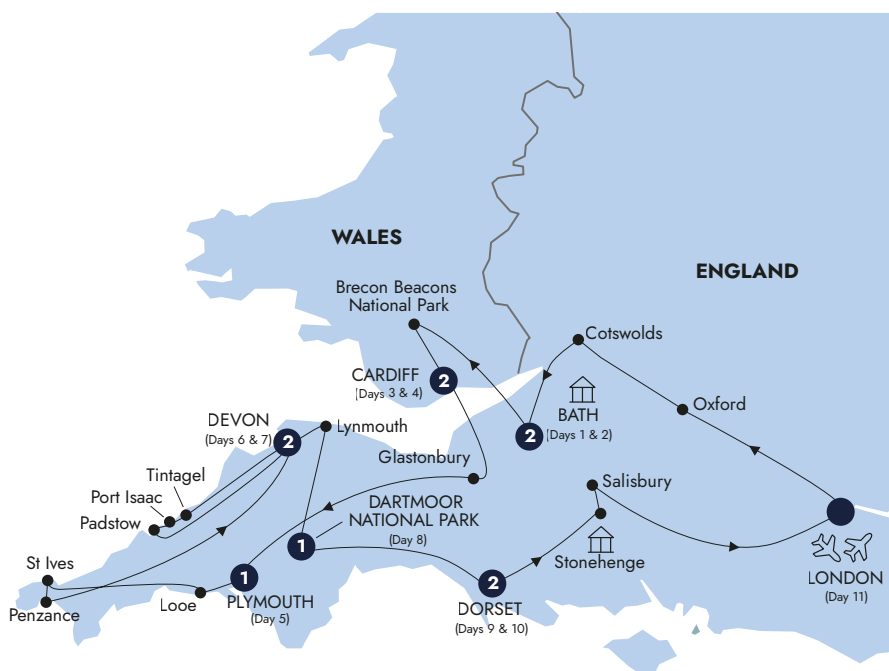 WALES
ENGLAND
Brecon Beacons
National Park
Cotswolds
CARDIFF
(Days 3 & 4)
2
BATH
(Days 1 & 2)
2
Oxford
DEVON
(Days 6 & 7)
2
Lynmouth
Glastonbury
Tintagel
Port Isaac
Padstow
Salisbury
DARTMOOR
NATIONAL PARK
(Day 8)
1
Stonehenge
St Ives
Penzance
Looe
1
PLYMOUTH
(Day 5)
2
DORSET
(Days 9 & 10)
LONDON
(Day 11)